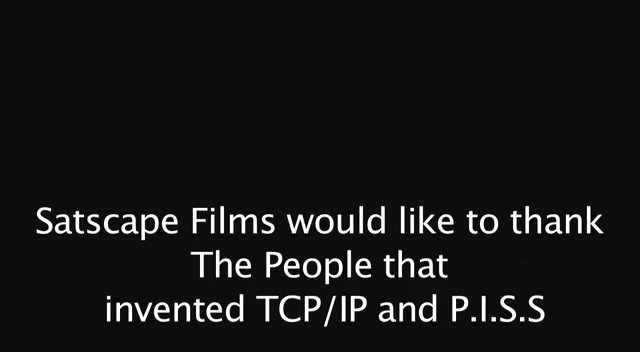 Satscape Films would like to thank
The People that
invented TCP/IP and P.I.S.S